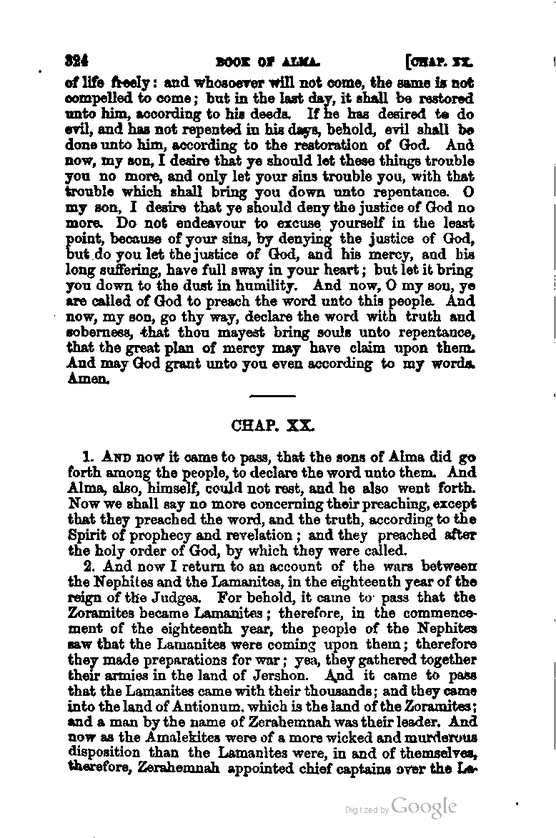 324 BOOK OF ALMA. [CHAP. XX.
of life freely: and whosoever will not come, the same is not
compelled to come; but in the last day, it shall be restored
unto him, according to his deeds. If he has desired to do
evil, and has not repented in his days, behold, evil shall be
done unto him, according to the restoration of God. And
now, my son, I desire that ye should let these things trouble
you no more, and only let your sins trouble you, with that
trouble which shall bring you down unto repentance. O
my son, I desire that ye should deny the justice of God no
more. Do not endeavour to excuse yourself in the least
point, because of your sins, by denying the justice of God,
but do you let the justice of God, and his mercy, and his
long suffering, have full sway in your heart; but let it bring
you down to the dust in humility. And now, O my son, ye
are called of God to preach the word unto this people. And
now, my son, go thy way, declare the word with truth and
soberness, that thou mayest bring souls unto repentance,
that the great plan of mercy may have claim upon them.
And may God grant unto you even according to my words.
Amen.
CHAP. XX.
1. AND now it came to pass, that the sons of Alma did go
forth among the people, to declare the word unto them. And
Alma, also, himself, could not rest, and he also went forth.
Now we shall say no more concerning their preaching, except
that they preached the word, and the truth, according to the
Spirit of prophecy and revelation; and they preached after
the holy order of God, by which they were called.
2. And now I return to an account of the wars between
the Nephites and the Lamanites, in the eighteenth year of the
reign of the Judges. For behold, it came to pass that the
Zoramites became Lamanites; therefore, in the commence-
ment of the eighteenth year, the people of the Nephites
saw that the Lamanites were coming upon them; therefore
they made preparations for war; yea, they gathered together
their armies in the land of Jershon. And it came to pass
that the Lamanites came with their thousands; and they came
into the land of Antionum, which is the land of the Zoramites;
and a man by the name of Zerahemnah was their leader. And
now as the Amalekites were of a more wicked and murderous
disposition than the Lamanites were, in and of themselves,
therefore, Zerahemnah appointed chief captains over the La-
Digitized by Google